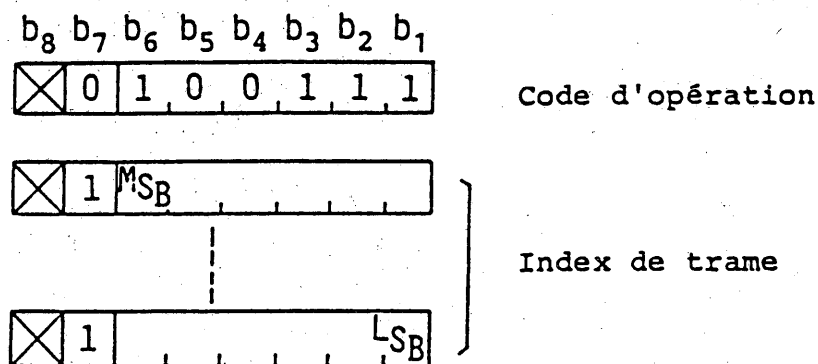 b8 b7 b6 b5 b4 b3 b2 b1
0 1 0 0 1 1 1 Code d'opération
1 MSB
Index de trame
1 LSB